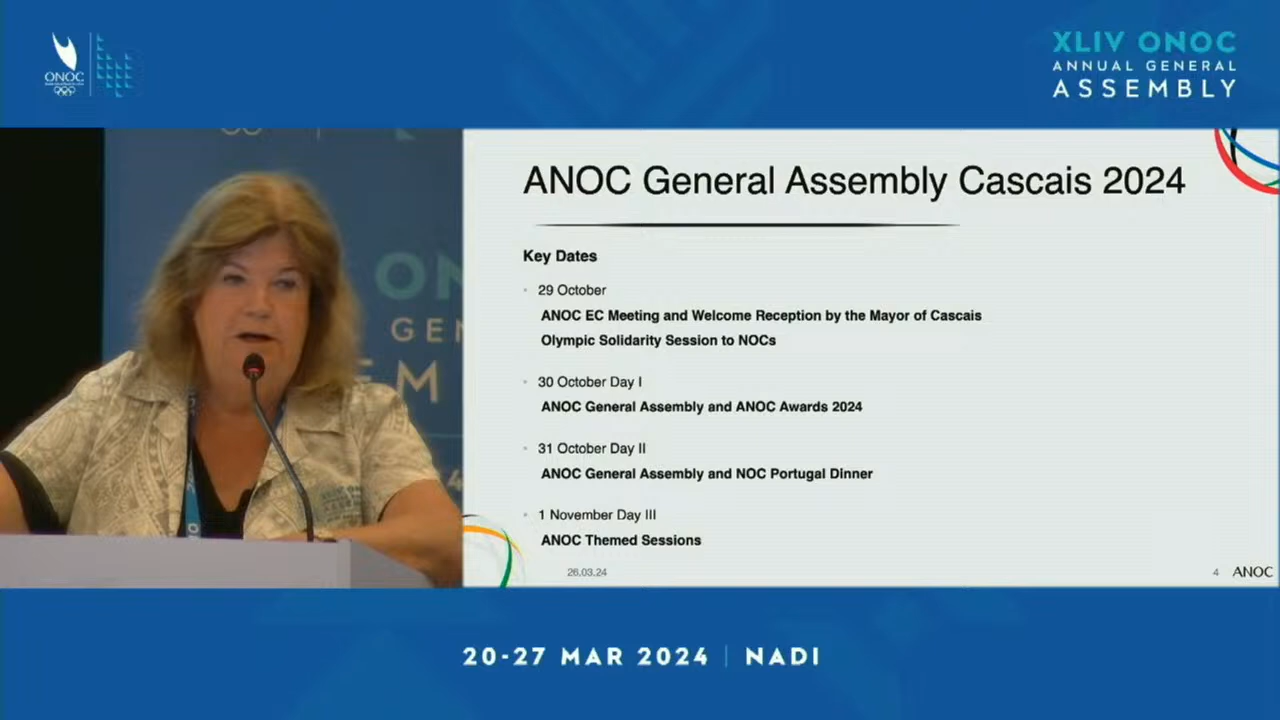 ONOC
XLIV ONOC
ANNUAL GENERAL
ASSEMBLY
ON
GEN
EM
ANOC General Assembly Cascais 2024
Key Dates
29 October
ANOC EC Meeting and Welcome Reception by the Mayor of Cascais
Olympic Solidarity Session to NOCs
30 October Day I
ANOC General Assembly and ANOC Awards 2024
31 October Day II
ANOC General Assembly and NOC Portugal Dinner
1 November Day III
ANOC Themed Sessions
26.03.24
4 ANOC
20-27 MAR 2024 | NADI